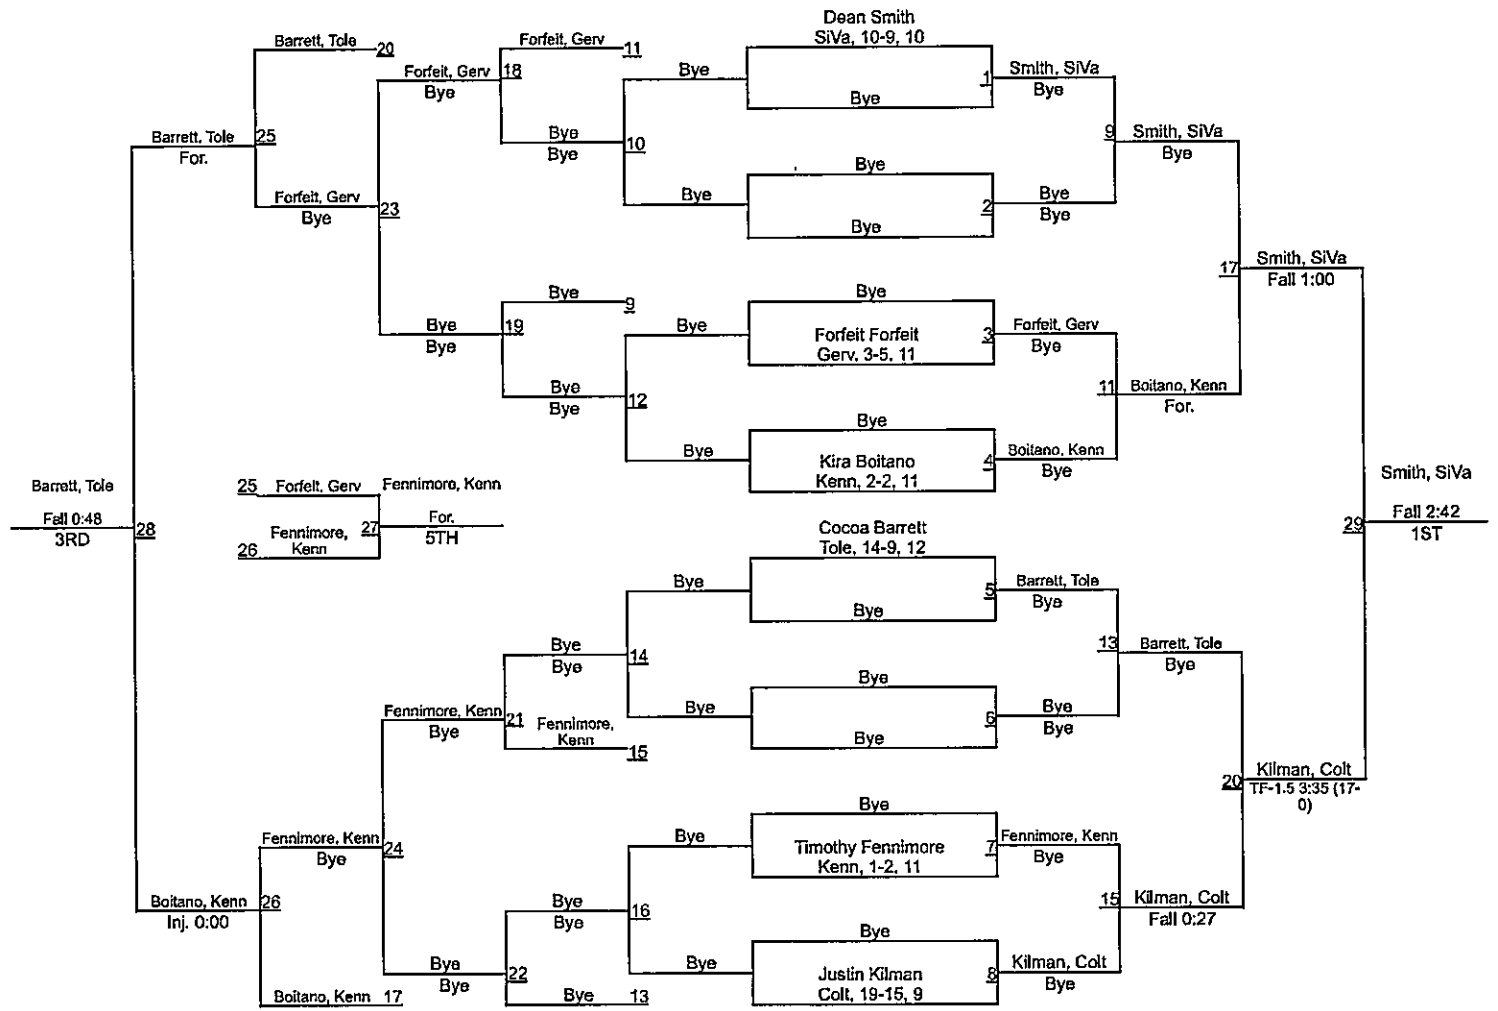 Dean Smith
SiVa, 10-9, 10
Barrett, Tole 20
Forfeit, Gerv 11
Forfeit, Gerv 18
Bye
Bye
1
Smith, SiVa
Bye
Bye
Barrett, Tole 25
For.
Bye
Bye
10
9
Smith, SiVa
Bye
Bye
Forfeit, Gerv
Bye
23
Bye
2
Bye
Bye
Bye
17
Smith, SiVa
Fall 1:00
Bye
9
Bye
Bye
Bye
19
Bye
Forfeit Forfeit
Gerv, 3-5, 11
3
Forfeit, Gerv
Bye
Bye
Bye
12
11
Boitano, Kenn
For.
Bye
Bye
Kira Boitano
Kenn, 2-2, 11
4
Boitano, Kenn
Bye
Barrett, Tole
Fall 0:48
3RD
28
25
Forfeit, Gerv
Fennimore, Kenn
26
Fennimore,
Kenn
27
For.
5TH
Smith, SiVa
29
Fall 2:42
1ST
Cocoa Barrett
Tole, 14-9, 12
Bye
Bye
5
Barrett, Tole
Bye
Bye
Bye
14
13
Barrett, Tole
Bye
Fennimore, Kenn
Bye
21
Fennimore,
Kenn
15
Bye
Bye
Bye
6
Bye
Bye
20
Kilman, Colt
TF-1.5 3:35 (17-
0)
Fennimore, Kenn
Bye
24
Bye
Bye
Timothy Fennimore
Kenn, 1-2, 11
7
Fennimore, Kenn
Bye
Boitano, Kenn
Inj. 0:00
26
Bye
Bye
16
15
Kilman, Colt
Fall 0:27
Bye
Bye
22
Bye
Bye
Justin Kilman
Colt, 19-15, 9
8
Kilman, Colt
Bye
Boitano, Kenn 17
Bye 13